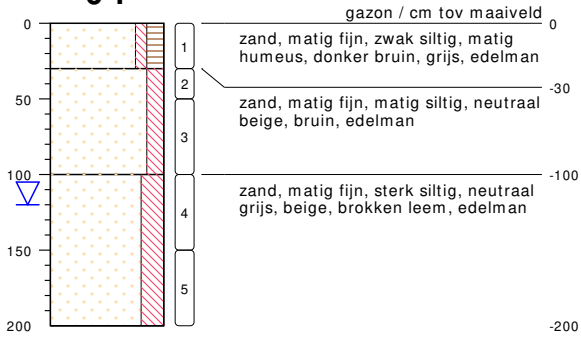 gazon / cm tov maaiveld
0
0
zand, matig fijn, zwak siltig, matig
humeus, donker bruin, grijs, edelman
1
2
-30
zand, matig fijn, matig siltig, neutraal
beige, bruin, edelman
50
3
100
-100
zand, matig fijn, sterk siltig, neutraal
grijs, beige, brokken leem, edelman
4
150
5
200
-200